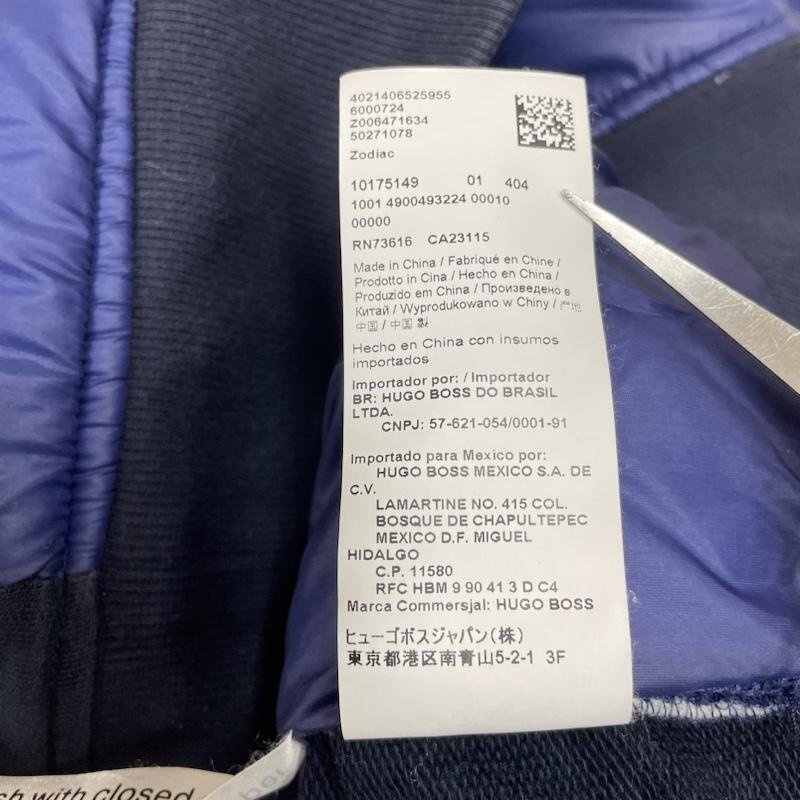 4021406525955
6000724
Z006471634
50271078
Zodiac
10175149 01 404
1001 4900493224 00010
00000
RN73616 CA23115
Made in China / Fabriqué en Chine /
Prodotto in Cina / Hecho en China /
Produzido em China / Произведено в
Китай / Wyprodukowano w Chiny / 产地
中国 / 中国 製
Hecho en China con insumos
importados
Importador por: / Importador
BR: HUGO BOSS DO BRASIL
LTDA.
CNPJ: 57-621-054/0001-91
Importado para Mexico por:
HUGO BOSS MEXICO S.A. DE
C.V.
LAMARTINE NO. 415 COL.
BOSQUE DE CHAPULTEPEC
MEXICO D.F. MIGUEL
HIDALGO
C.P. 11580
RFC HBM 9 90 41 3 D C4
Marca Commersjal: HUGO BOSS
ヒューゴボスジャパン(株)
東京都港区南青山5-2-1 3F
with closed